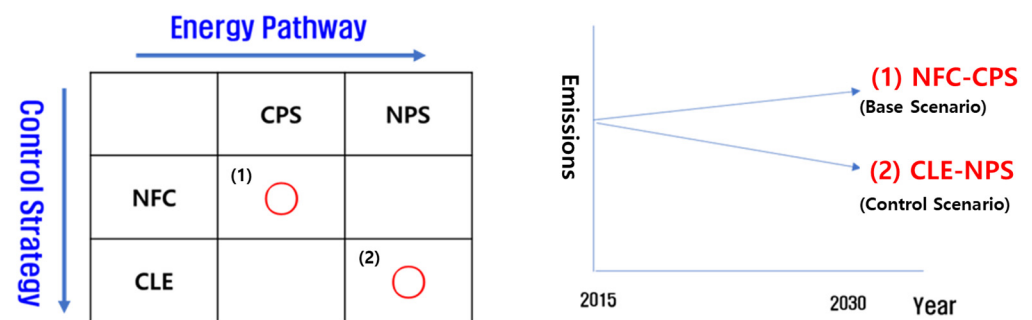 Energy Pathway
Control Strategy
CPS NPS
NFC (1)
CLE (2)
Emissions
(1) NFC-CPS
(Base Scenario)
(2) CLE-NPS
(Control Scenario)
2015 2030 Year